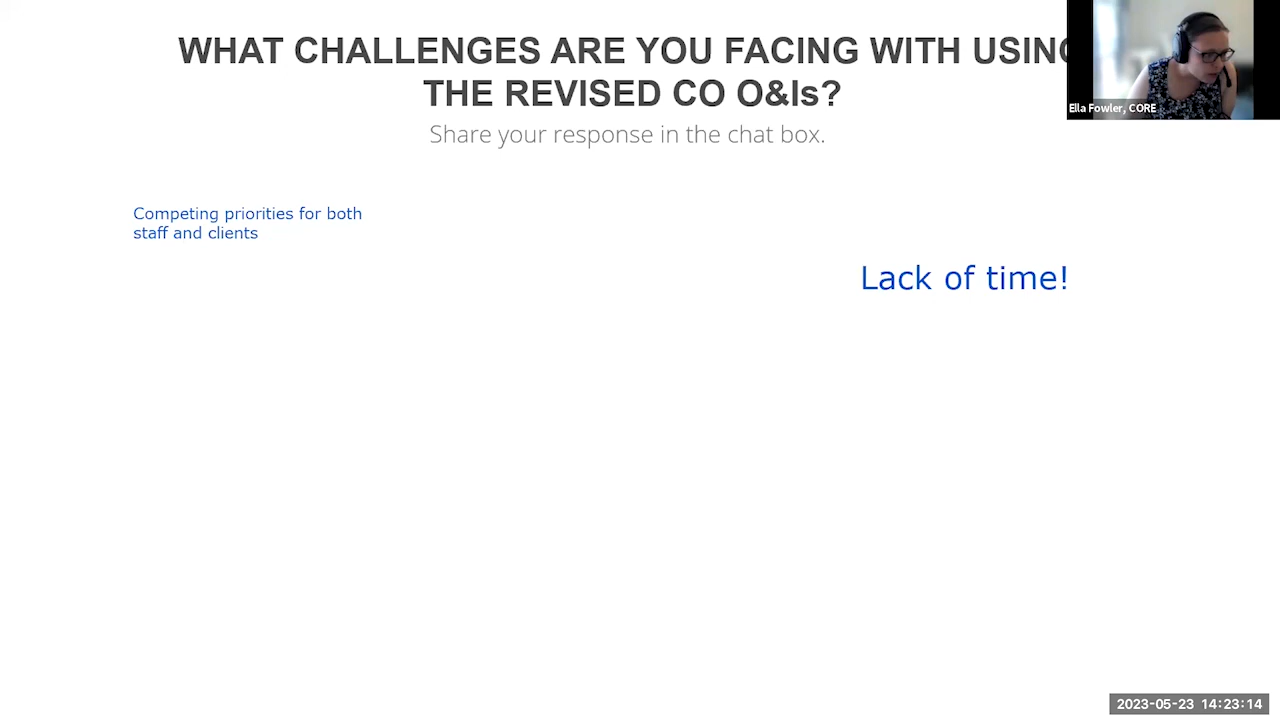 WHAT CHALLENGES ARE YOU FACING WITH USING
THE REVISED CO O&Is?
Share your response in the chat box.
Ella Fowler, CORE
Competing priorities for both
staff and clients
Lack of time!
2023-05-23 14:23:14